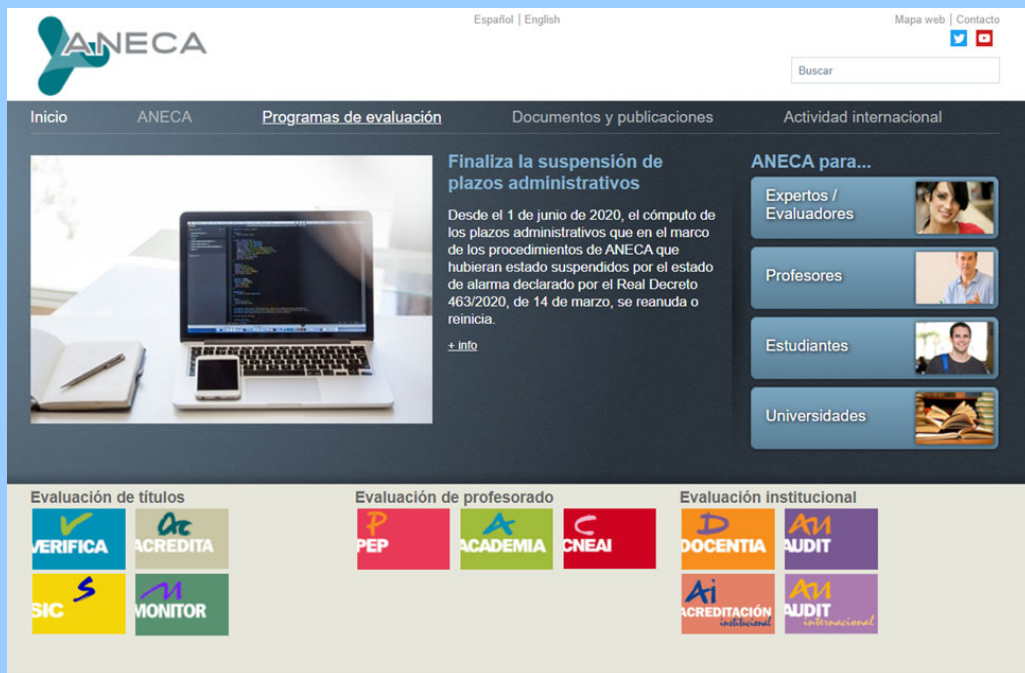 ANECA
Español | English
Mapa web | Contacto
Buscar
Inicio
ANECA
Programas de evaluación
Documentos y publicaciones
Actividad internacional
Finaliza la suspensión de
plazos administrativos
Desde el 1 de junio de 2020, el cómputo de
los plazos administrativos que en el marco
de los procedimientos de ANECA que
hubieran estado suspendidos por el estado
de alarma declarado por el Real Decreto
463/2020, de 14 de marzo, se reanuda o
reinicia.
+ info
ANECA para...
Expertos /
Evaluadores
Profesores
Estudiantes
Universidades
Evaluación de títulos
V
VERIFICA
Ac
ACREDITA
S
SIC
M
MONITOR
Evaluación de profesorado
P
PEP
A
ACADEMIA
C
CNEAI
Evaluación institucional
D
DOCENTIA
AU
AUDIT
Ai
ACREDITACIÓN
institucional
AU
AUDIT
internacional